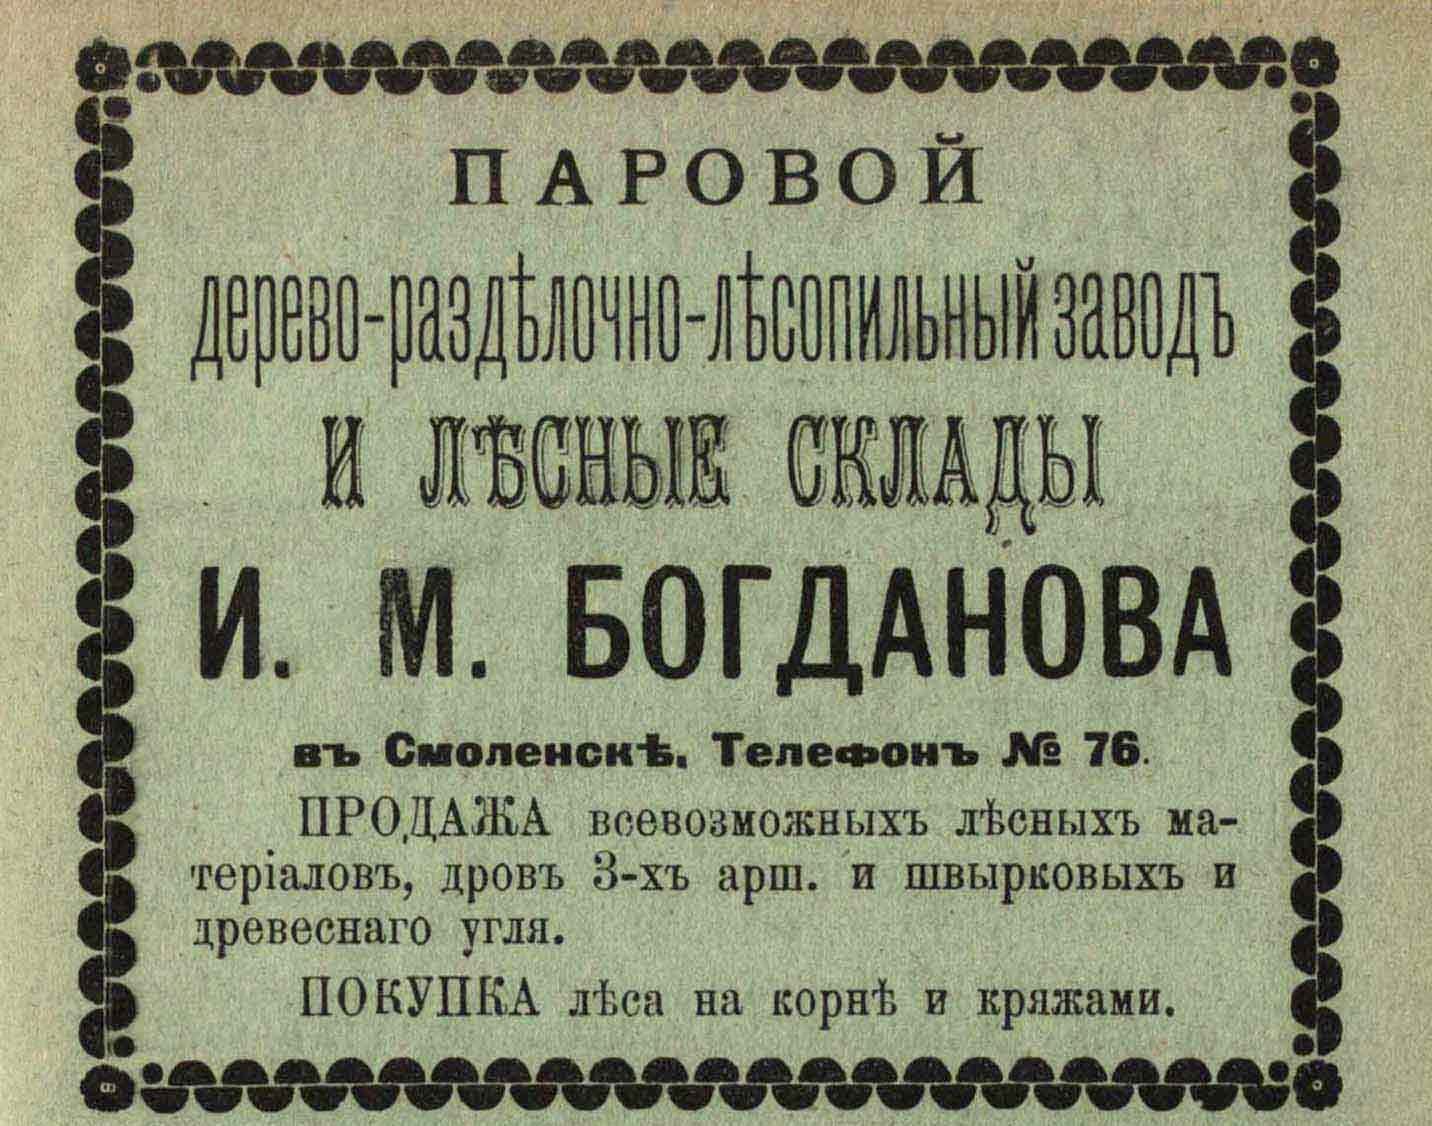 ПАРОВОЙ
дерево-раздѣлочно-лѣсопильный заводъ
И ЛѢСНЫЕ СКЛАДЫ
И. М. БОГДАНОВА
въ Смоленскѣ. Телефонъ № 76.
ПРОДАЖА всевозможныхъ лѣсныхъ ма-
теріаловъ, дровъ 3-хъ арш. и швырковыхъ и
древеснаго угля.
ПОКУПКА лѣса на корнѣ и кряжами.